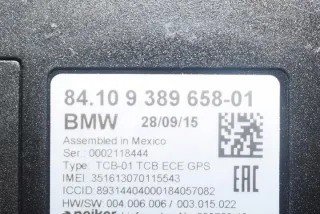 84.10 9 389 658-01
BMW 28/09/15
Assembled in Mexico
Ser : 0002118444
Type: TCB-01 TCB ECE GPS
IMEI 351613070115543
ICCID: 89314404000184057082
HW/SW 004 006 006 / 003 015 022
peiker
EAC